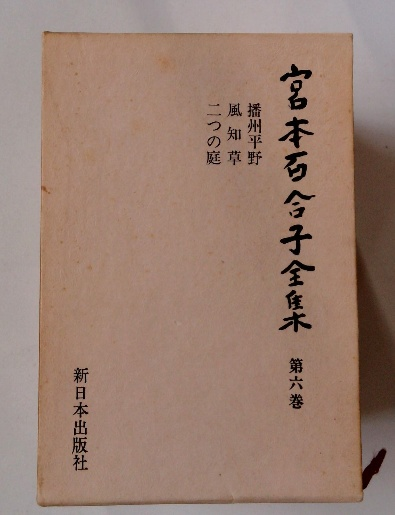 宮本百合子全集 第六巻
播州平野
風知草
二つの庭
新日本出版社